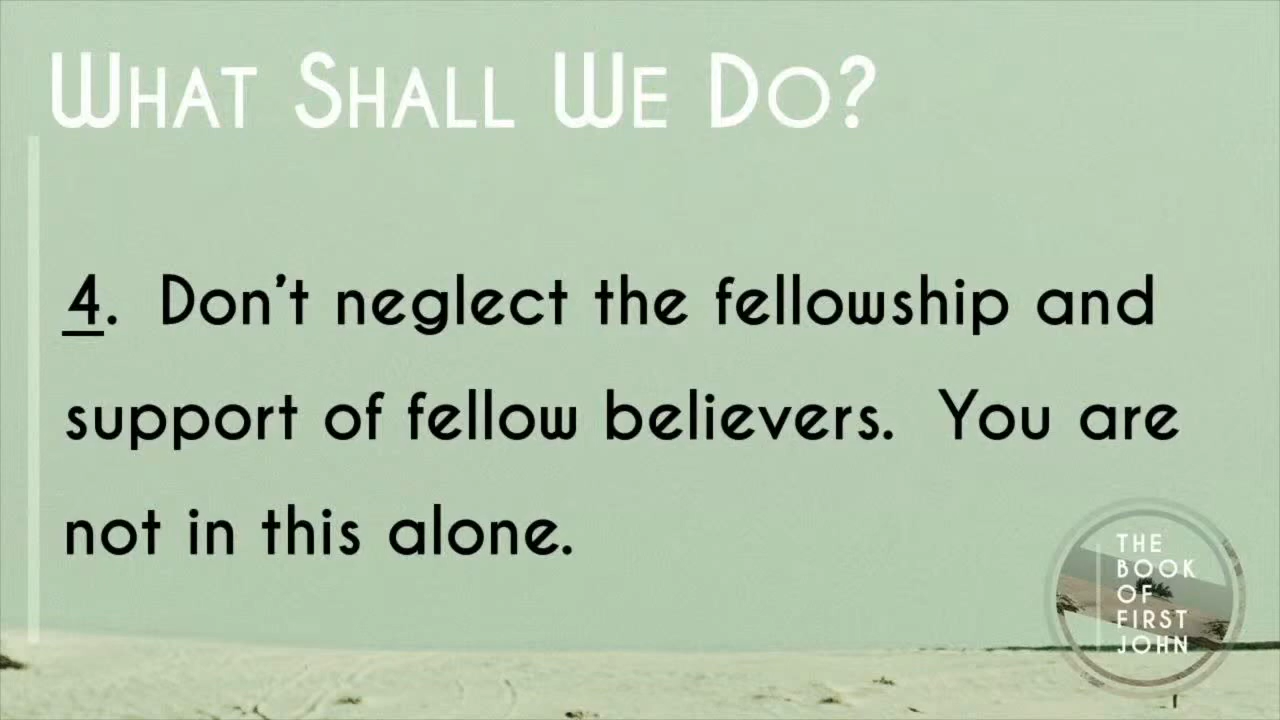 What Shall We Do?
4. Don't neglect the fellowship and
support of fellow believers. You are
not in this alone.
THE
BOOK
OF
FIRST
JOHN